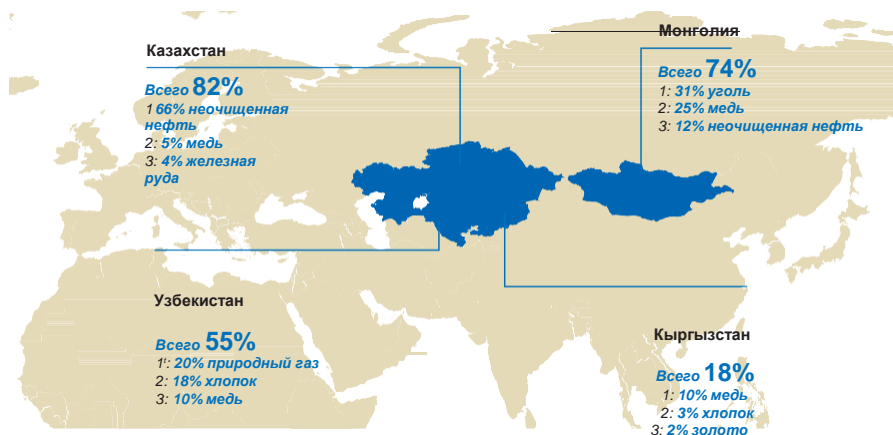 Казахстан
Всего 82%
1 66% неочищенная
нефть
2: 5% медь
3: 4% железная
руда
Монголия
Всего 74%
1: 31% уголь
2: 25% медь
3: 12% неочищенная нефть
Узбекистан
Всего 55%
1ᵗ: 20% природный газ
2: 18% хлопок
3: 10% медь
Кыргызстан
Всего 18%
1: 10% медь
2: 3% хлопок
3: 2% золото